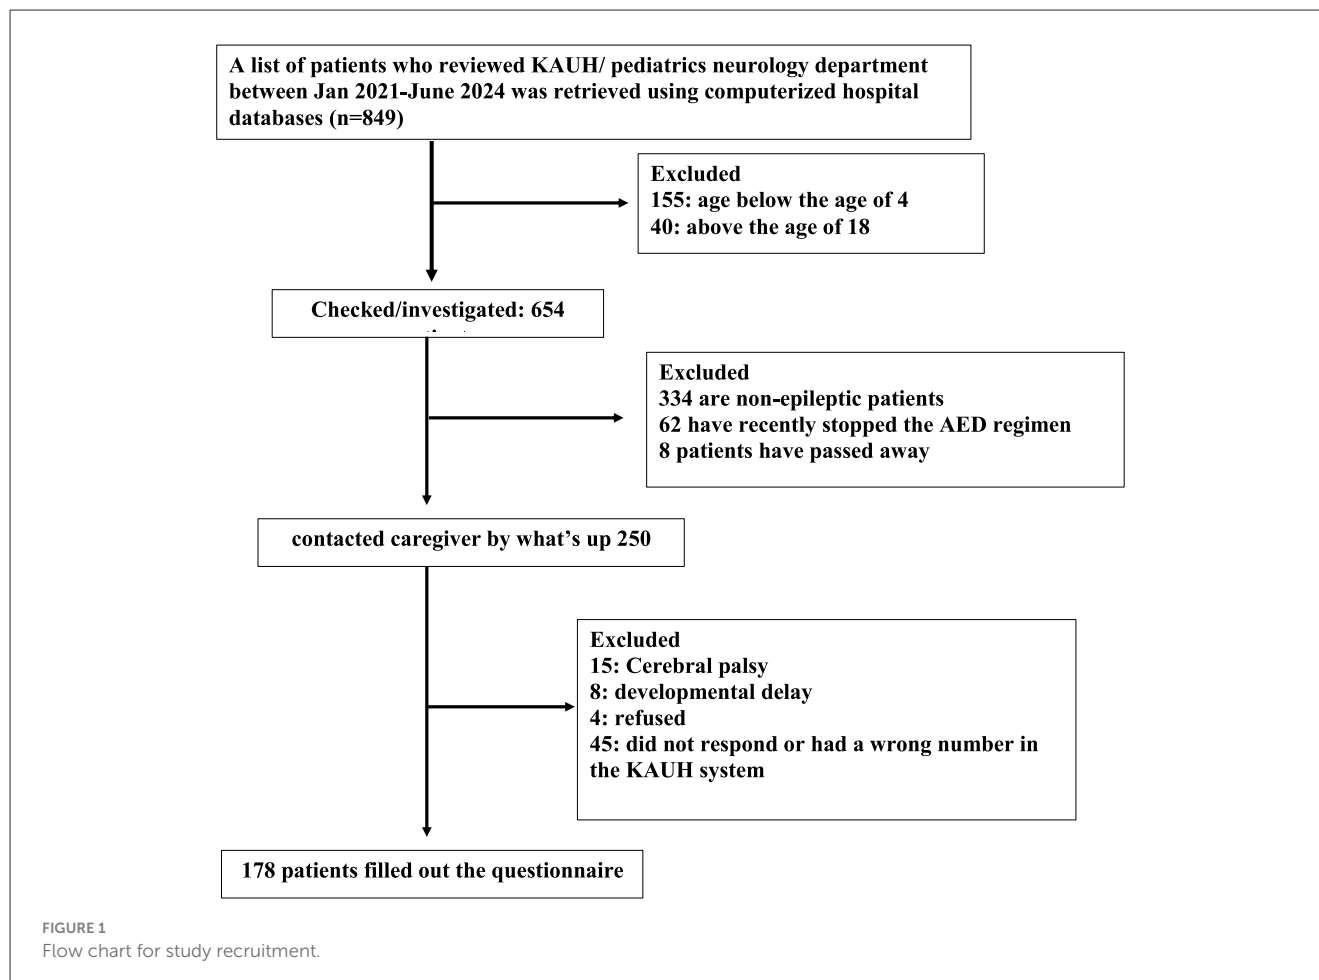 A list of patients who reviewed KAUH/ pediatrics neurology department
between Jan 2021-June 2024 was retrieved using computerized hospital
databases (n=849)
Excluded
155: age below the age of 4
40: above the age of 18
Checked/investigated: 654
Excluded
334 are non-epileptic patients
62 have recently stopped the AED regimen
8 patients have passed away
contacted caregiver by what’s up 250
Excluded
15: Cerebral palsy
8: developmental delay
4: refused
45: did not respond or had a wrong number in
the KAUH system
178 patients filled out the questionnaire
FIGURE 1
Flow chart for study recruitment.